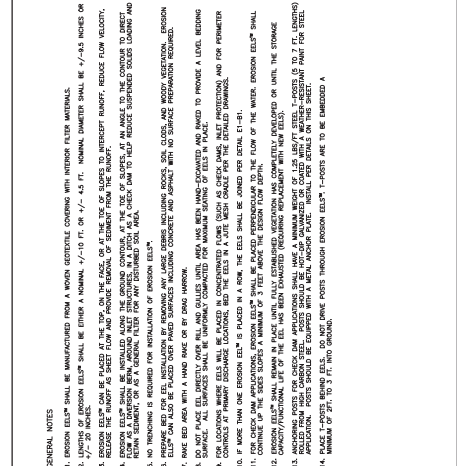 GENERAL NOTES
1. EROSION EELS℠ SHALL BE MANUFACTURED FROM A WOVEN GEOTEXTILE COVERING WITH INTERIOR FILTER MATERIALS.
2. LENGTHS OF EROSION EELS℠ SHALL BE EITHER A NOMINAL +/-10 FT. OR +/- 4.5 FT. NOMINAL DIAMETER SHALL BE +/-9.5 INCHES OR
+/- 20 INCHES.
3. EROSION EELS℠ CAN BE PLACED AT THE TOP, ON THE FACE, OR AT THE TOE OF SLOPES TO INTERCEPT RUNOFF, REDUCE FLOW VELOCITY,
RELEASE THE RUNOFF AS SHEET FLOW AND PROVIDE REMOVAL OF SEDIMENT FROM THE RUNOFF.
4. EROSION EELS℠ SHALL BE INSTALLED ALONG THE GROUND CONTOUR, AT THE TOE OF SLOPES, AT AN ANGLE TO THE CONTOUR TO DIRECT
FLOW AS A DIVERSION BERM, AROUND INLET STRUCTURES, IN A DITCH AS A CHECK DAM TO HELP REDUCE SUSPENDED SOLIDS LOADING AND
RETAIN SEDIMENT, OR AS A GENERAL FILTER FOR ANY DISTURBED SOIL AREA.
5. NO TRENCHING IS REQUIRED FOR INSTALLATION OF EROSION EELS℠.
6. PREPARE BED FOR EEL INSTALLATION BY REMOVING ANY LARGE DEBRIS INCLUDING ROCKS, SOIL CLODS, AND WOODY VEGETATION. EROSION
EELS℠ CAN ALSO BE PLACED OVER PAVED SURFACES INCLUDING CONCRETE AND ASPHALT WITH NO SURFACE PREPARATION REQUIRED.
7. RAKE BED AREA WITH A HAND RAKE OR BY DRAG HARROW.
8. DO NOT PLACE EEL DIRECTLY OVER RILL AND GULLIES UNTIL AREA HAS BEEN HAND-EXCAVATED AND RAKED TO PROVIDE A LEVEL BEDDING
SURFACE. ALL SURFACES SHALL BE UNIFORMLY COMPACTED FOR MAXIMUM SEATING OF EELS IN PLACE.
9. FOR LOCATIONS WHERE EELS WILL BE PLACED IN CONCENTRATED FLOWS (SUCH AS CHECK DAMS, INLET PROTECTION) AND FOR PERIMETER
CONTROLS AT PRIMARY DISCHARGE LOCATIONS, BED THE EELS IN A JUTE MESH CRADLE PER THE DETAILED DRAWINGS.
10. IF MORE THAN ONE EROSION EEL℠ IS PLACED IN A ROW, THE EELS SHALL BE JOINED PER DETAIL E1-B1.
11. FOR CHECK DAM APPLICATIONS, EROSION EELS℠ SHALL BE PLACED PERPENDICULAR TO THE FLOW OF THE WATER. EROSION EELS℠ SHALL
CONTINUE UP THE SIDES SLOPES A MINIMUM OF 3-FEET ABOVE THE DESIGN FLOW DEPTH.
12. EROSION EELS℠ SHALL REMAIN IN PLACE UNTIL FULLY ESTABLISHED VEGETATION HAS COMPLETELY DEVELOPED OR UNTIL THE STORAGE
CAPACITY/FUNCTIONAL LIFE OF THE EEL HAS BEEN EXHAUSTED (REQUIRING REPLACEMENT WITH NEW EELS).
13. ANCHORING POSTS FOR CHECK DAM APPLICATIONS SHALL HAVE A MINIMUM WEIGHT OF 1.25 LBS/FT STEEL T-POSTS (5 TO 7 FT. LENGTHS)
ROLLED FROM HIGH CARBON STEEL. POSTS SHOULD BE HOT-DIP GALVANIZED OR COATED WITH A WEATHER-RESISTANT PAINT FOR STEEL
APPLICATION. POSTS SHOULD BE EQUIPPED WITH A METAL ANCHOR PLATE. INSTALL PER DETAILS ON THIS SHEET.
14. PLACE T-POSTS BEHIND EELS. DO NOT DRIVE POSTS THROUGH EROSION EELS℠. T-POSTS ARE TO BE EMBEDDED A
MINIMUM OF 2FT. TO 3 FT. INTO GROUND.